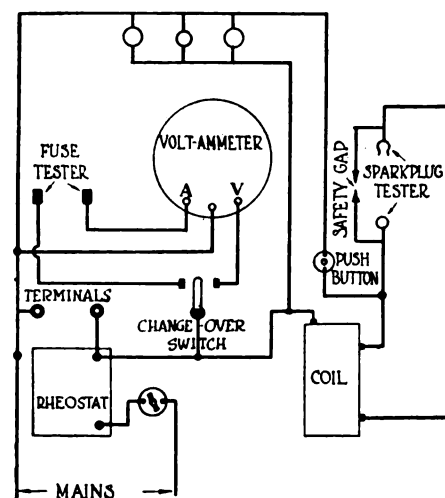 VOLT-AMMETER
A V
FUSE
TESTER
SAFETY GAP
SPARKPLUG
TESTER
PUSH
BUTTON
TERMINALS
CHANGE-OVER
SWITCH
RHEOSTAT
COIL
MAINS